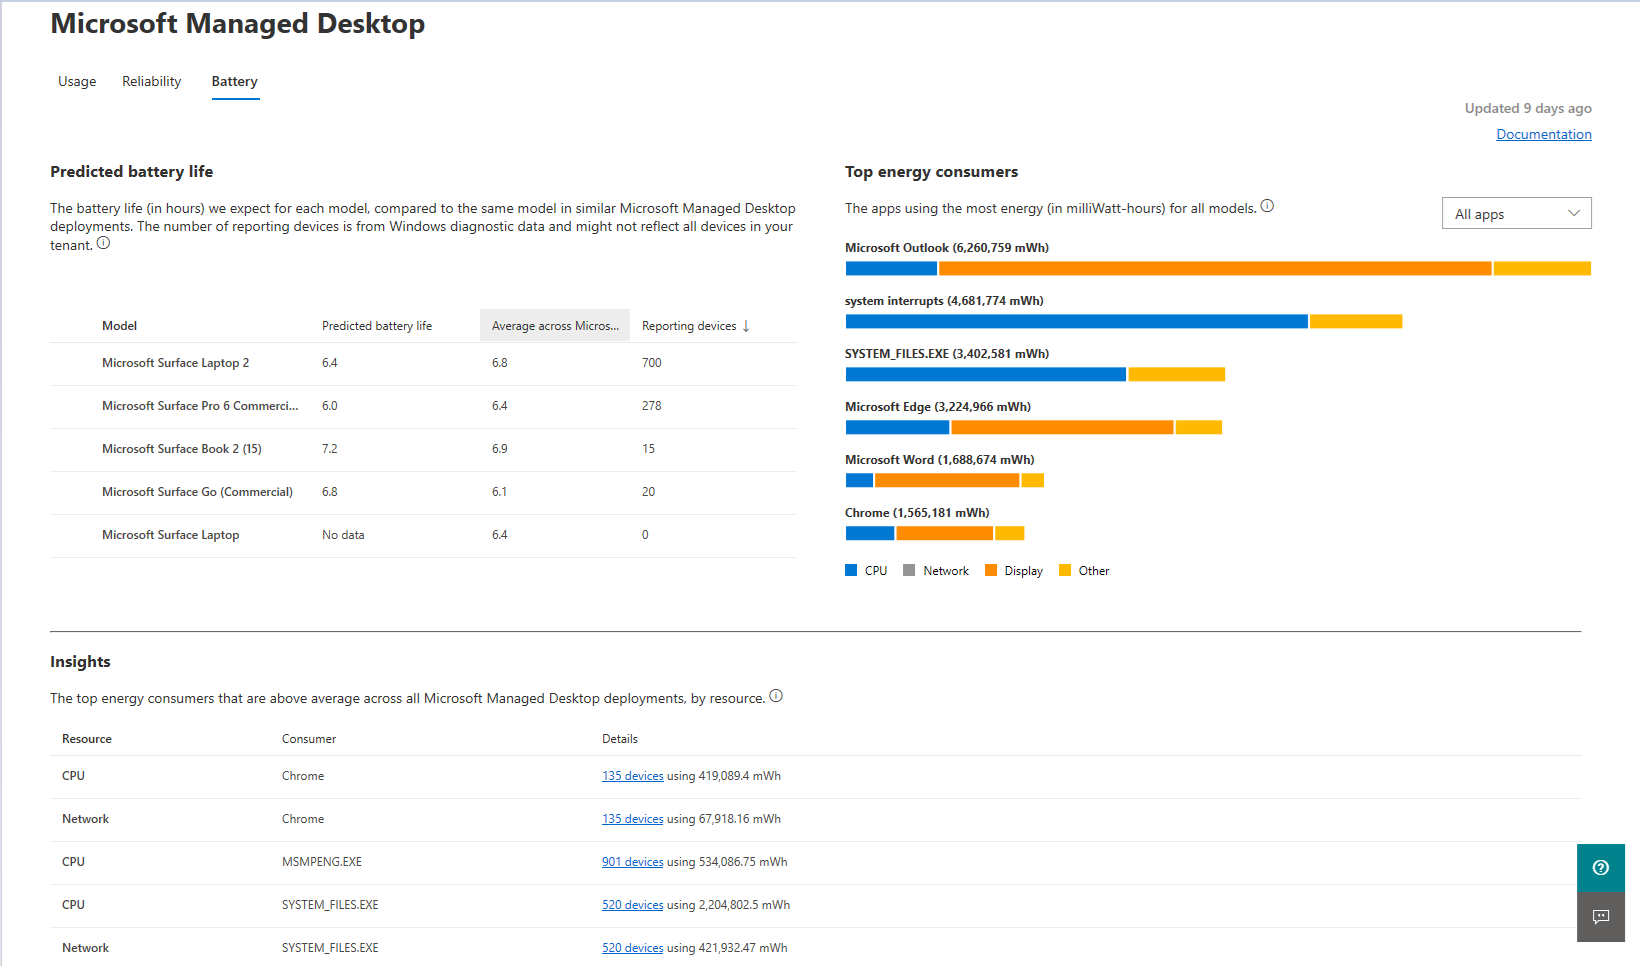 Microsoft Managed Desktop
Usage Reliability Battery
Updated 9 days ago
Documentation
Predicted battery life
The battery life (in hours) we expect for each model, compared to the same model in similar Microsoft Managed Desktop
deployments. The number of reporting devices is from Windows diagnostic data and might not reflect all devices in your
tenant.
Model Predicted battery life Average across Micros... Reporting devices ↓
Microsoft Surface Laptop 2 6.4 6.8 700
Microsoft Surface Pro 6 Commerci... 6.0 6.4 278
Microsoft Surface Book 2 (15) 7.2 6.9 15
Microsoft Surface Go (Commercial) 6.8 6.1 20
Microsoft Surface Laptop No data 6.4 0
Top energy consumers
The apps using the most energy (in milliWatt-hours) for all models.
All apps
Microsoft Outlook (6,260,759 mWh)
system interrupts (4,681,774 mWh)
SYSTEM_FILES.EXE (3,402,581 mWh)
Microsoft Edge (3,224,966 mWh)
Microsoft Word (1,688,674 mWh)
Chrome (1,565,181 mWh)
CPU Network Display Other
Insights
The top energy consumers that are above average across all Microsoft Managed Desktop deployments, by resource.
Resource Consumer Details
CPU Chrome 135 devices using 419,089.4 mWh
Network Chrome 135 devices using 67,918.16 mWh
CPU MSMPENG.EXE 901 devices using 534,086.75 mWh
CPU SYSTEM_FILES.EXE 520 devices using 2,204,802.5 mWh
Network SYSTEM_FILES.EXE 520 devices using 421,932.47 mWh